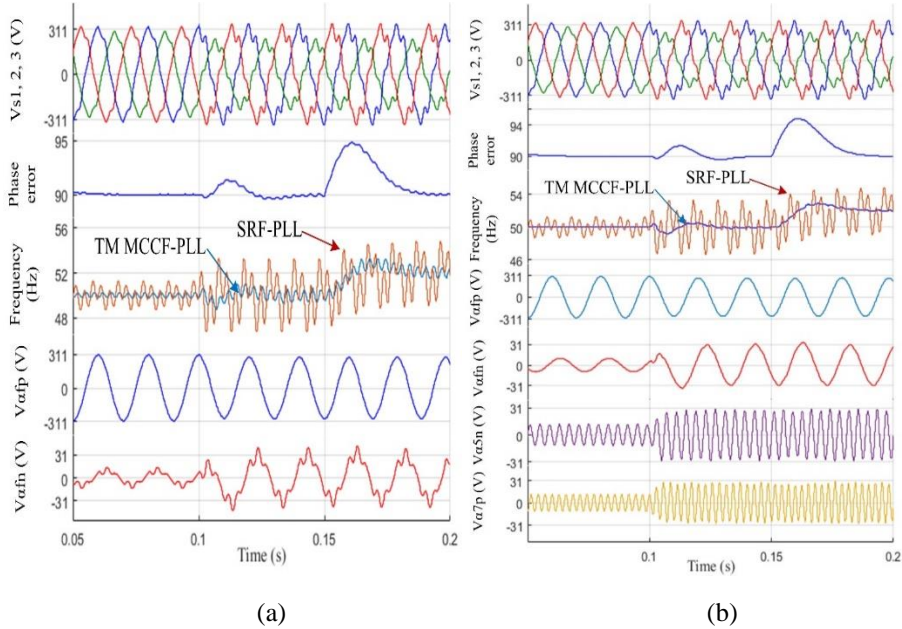 Vs1, 2, 3 (V)
311
0
-311
Phase error
95
90
Frequency (Hz)
56
52
48
TM MCCF-PLL
SRF-PLL
Vαfp (V)
311
0
-311
Vαfn (V)
31
0
-31
0.05
0.1
0.15
0.2
Time (s)
(a)
Vs1, 2, 3 (V)
311
0
-311
Phase error
94
90
Frequency (Hz)
54
50
46
TM MCCF-PLL
SRF-PLL
Vαfp (V)
311
0
-311
Vαfn (V)
31
0
-31
Vα5n (V)
31
0
-31
Vα7p (V)
31
0
-31
0.1
0.15
0.2
Time (s)
(b)